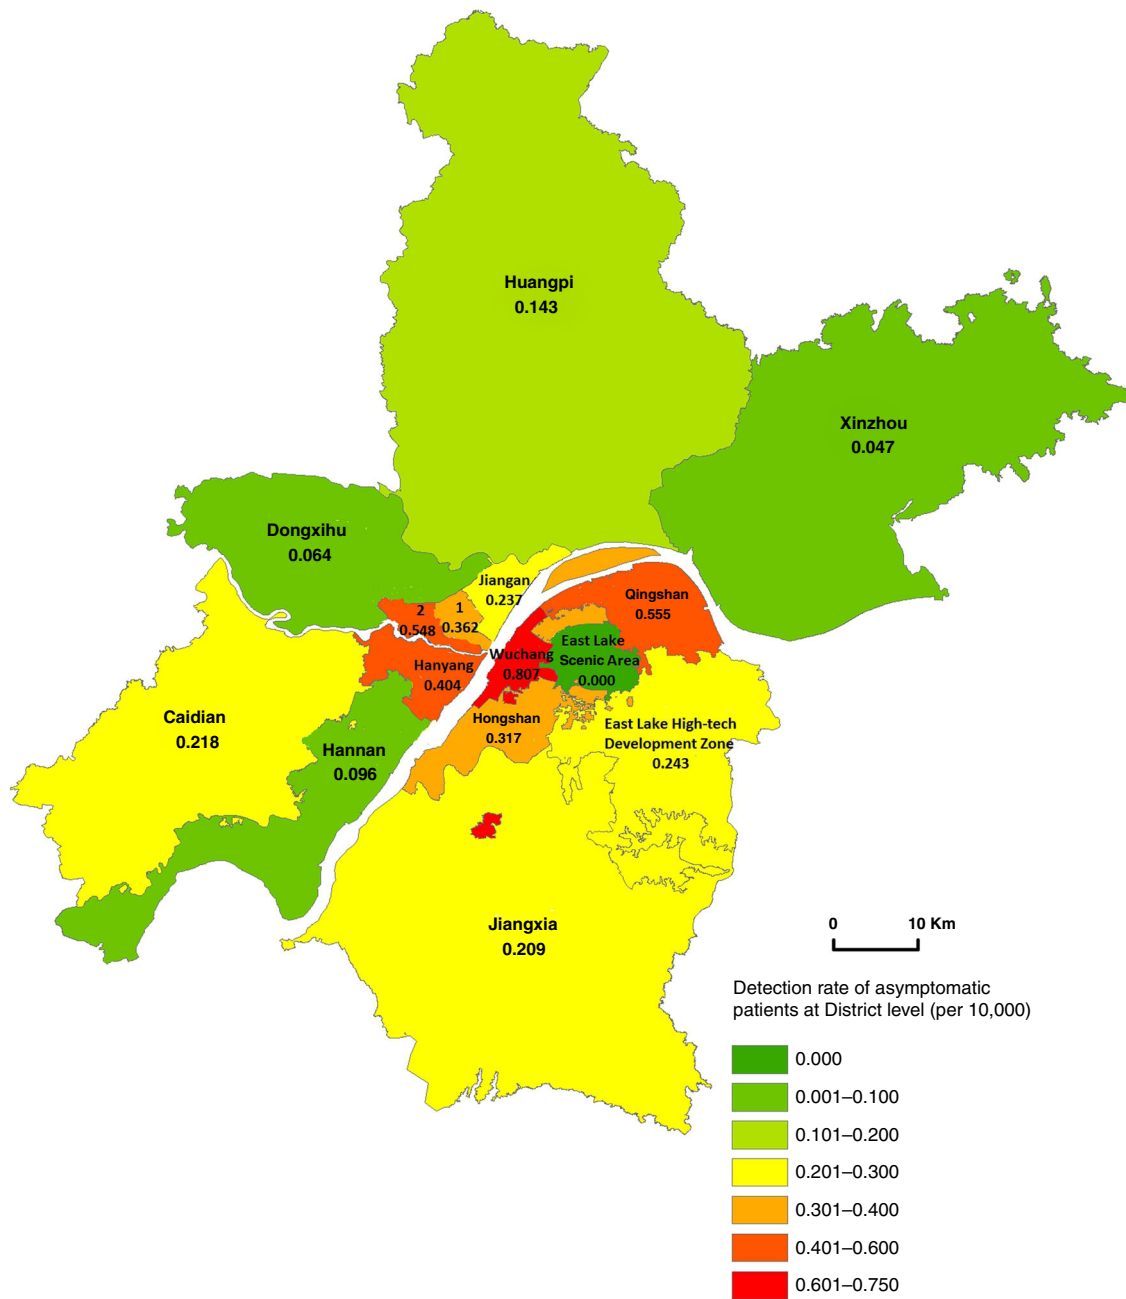 Huangpi
0.143
Xinzhou
0.047
Dongxihu
0.064
Jiangan
0.237
1
0.362
2
0.548
Qingshan
0.555
East Lake
Scenic Area
0.000
Wuchang
0.807
Hanyang
0.404
Caidian
0.218
Hannan
0.096
Hongshan
0.317
East Lake High-tech
Development Zone
0.243
Jiangxia
0.209
0 10 Km
Detection rate of asymptomatic
patients at District level (per 10,000)
0.000
0.001–0.100
0.101–0.200
0.201–0.300
0.301–0.400
0.401–0.600
0.601–0.750